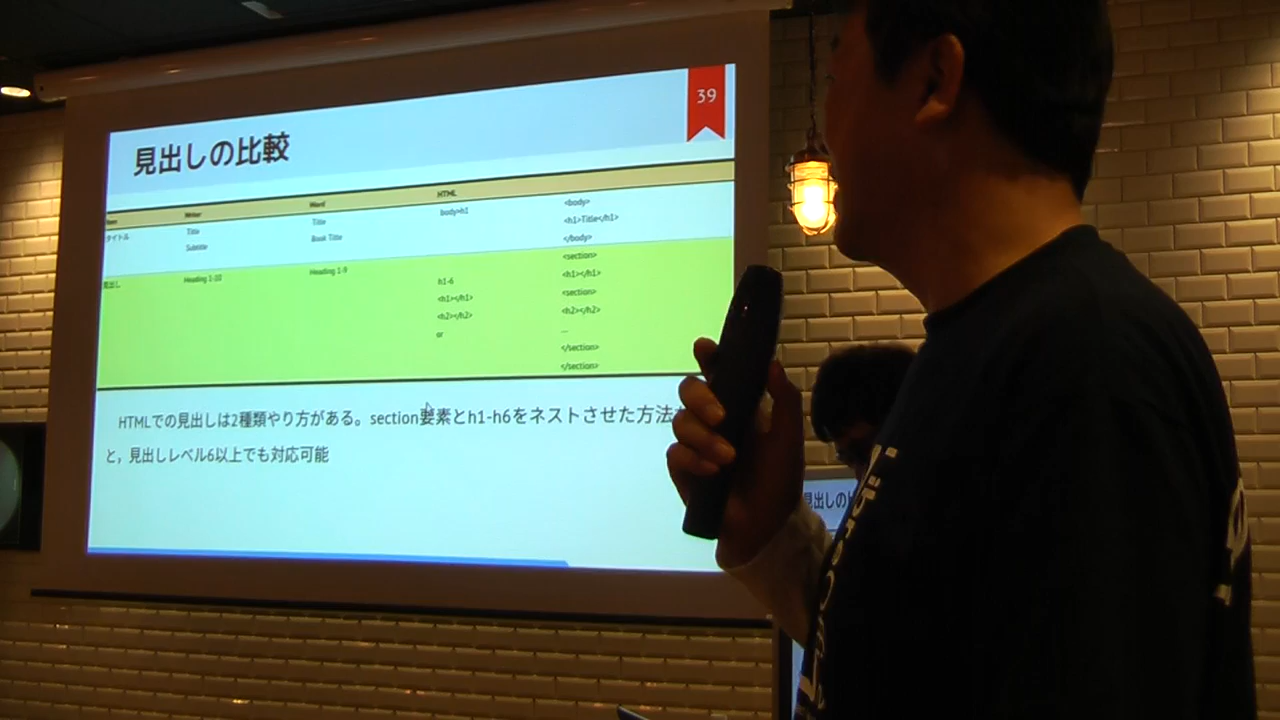 39
見出しの比較
Item Writer Word HTML
タイトル Title Title body>h1 <body>
Subtitle Book Title <h1>Title</h1>
</body>
見出し Heading 1-10 Heading 1-9 h1-6 <section>
<h1></h1> <h1></h1>
<h2></h2> <section>
or <h2></h2>
...
</section>
</section>
HTMLでの見出しは2種類やり方がある。section要素とh1-h6をネストさせた方法
と，見出しレベル6以上でも対応可能
見出しの